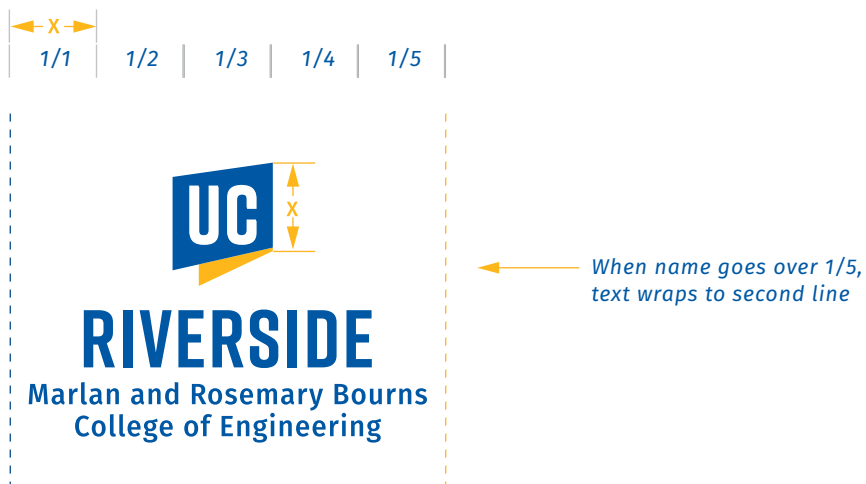 X
1/1 1/2 1/3 1/4 1/5
UC
X
When name goes over 1/5,
text wraps to second line
RIVERSIDE
Marlan and Rosemary Bourns
College of Engineering